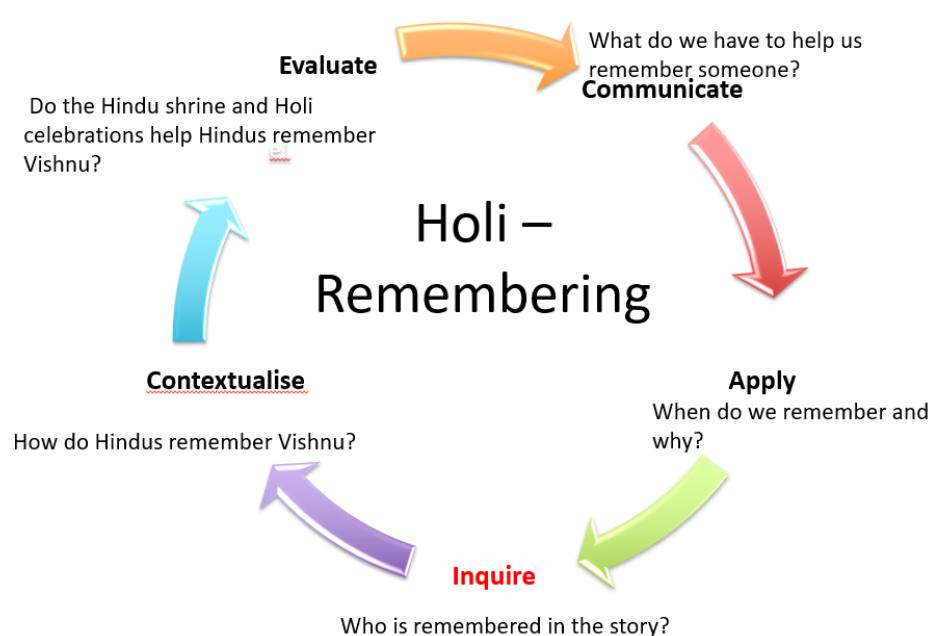 Holi –
Remembering
What do we have to help us
remember someone?
Communicate
Apply
When do we remember and
why?
Inquire
Who is remembered in the story?
Contextualise
How do Hindus remember Vishnu?
Evaluate
Do the Hindu shrine and Holi
celebrations help Hindus remember
Vishnu?
el